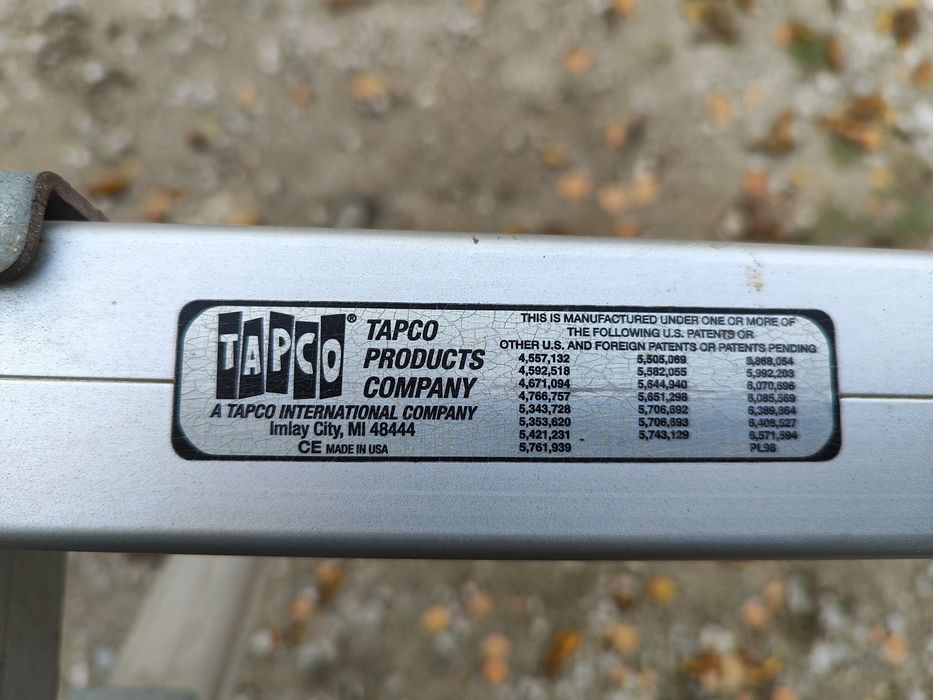 TAPCO®
TAPCO
PRODUCTS
COMPANY
A TAPCO INTERNATIONAL COMPANY
Imlay City, MI 48444
CE MADE IN USA
THIS IS MANUFACTURED UNDER ONE OR MORE OF
THE FOLLOWING U.S. PATENTS OR
OTHER U.S. AND FOREIGN PATENTS OR PATENTS PENDING
4,557,132 5,505,069 5,868,054
4,592,518 5,582,055 5,992,203
4,671,094 5,644,940 6,070,696
4,766,757 5,651,298 6,085,569
5,343,728 5,706,692 6,389,864
5,353,620 5,706,693 6,408,527
5,421,231 5,743,129 6,571,594
5,761,939 PL98